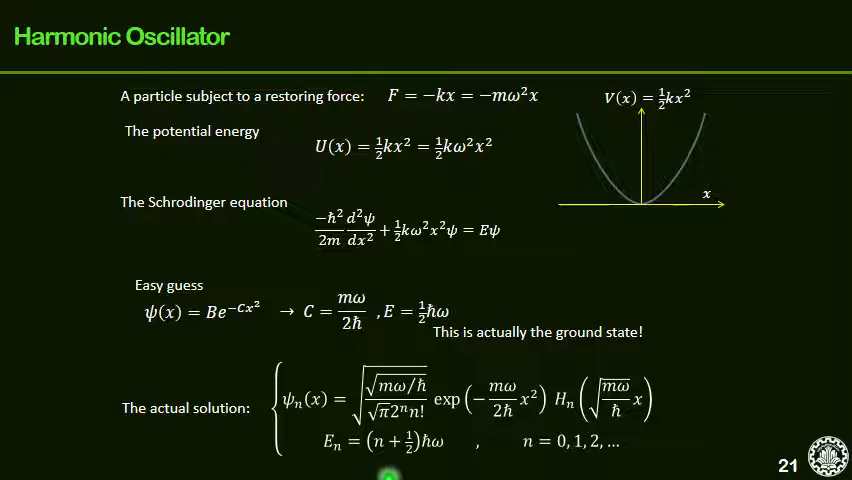 Harmonic Oscillator
A particle subject to a restoring force: F = −kx = −mω²x
V(x) = ½kx²
The potential energy
U(x) = ½kx² = ½kω²x²
x
The Schrodinger equation
−ħ²/2m d²ψ/dx² + ½kω²x²ψ = Eψ
Easy guess
ψ(x) = Be^(−Cx²) → C = mω/2ħ , E = ½ħω
This is actually the ground state!
The actual solution: { ψₙ(x) = √(√(mω/ħ) / √π2ⁿn!) exp(−mω/2ħ x²) Hₙ(√(mω/ħ) x)
Eₙ = (n + ½)ħω , n = 0, 1, 2, …
21